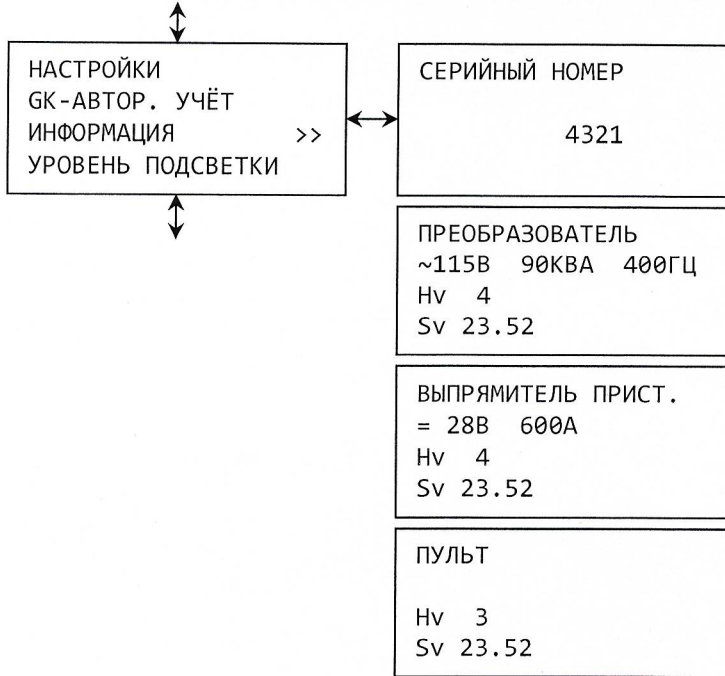 НАСТРОЙКИ
GK-АВТОР. УЧЁТ
ИНФОРМАЦИЯ >>
УРОВЕНЬ ПОДСВЕТКИ
СЕРИЙНЫЙ НОМЕР
4321
ПРЕОБРАЗОВАТЕЛЬ
~115В 90КВА 400ГЦ
Hv 4
Sv 23.52
ВЫПРЯМИТЕЛЬ ПРИСТ.
= 28В 600А
Hv 4
Sv 23.52
ПУЛЬТ
Hv 3
Sv 23.52